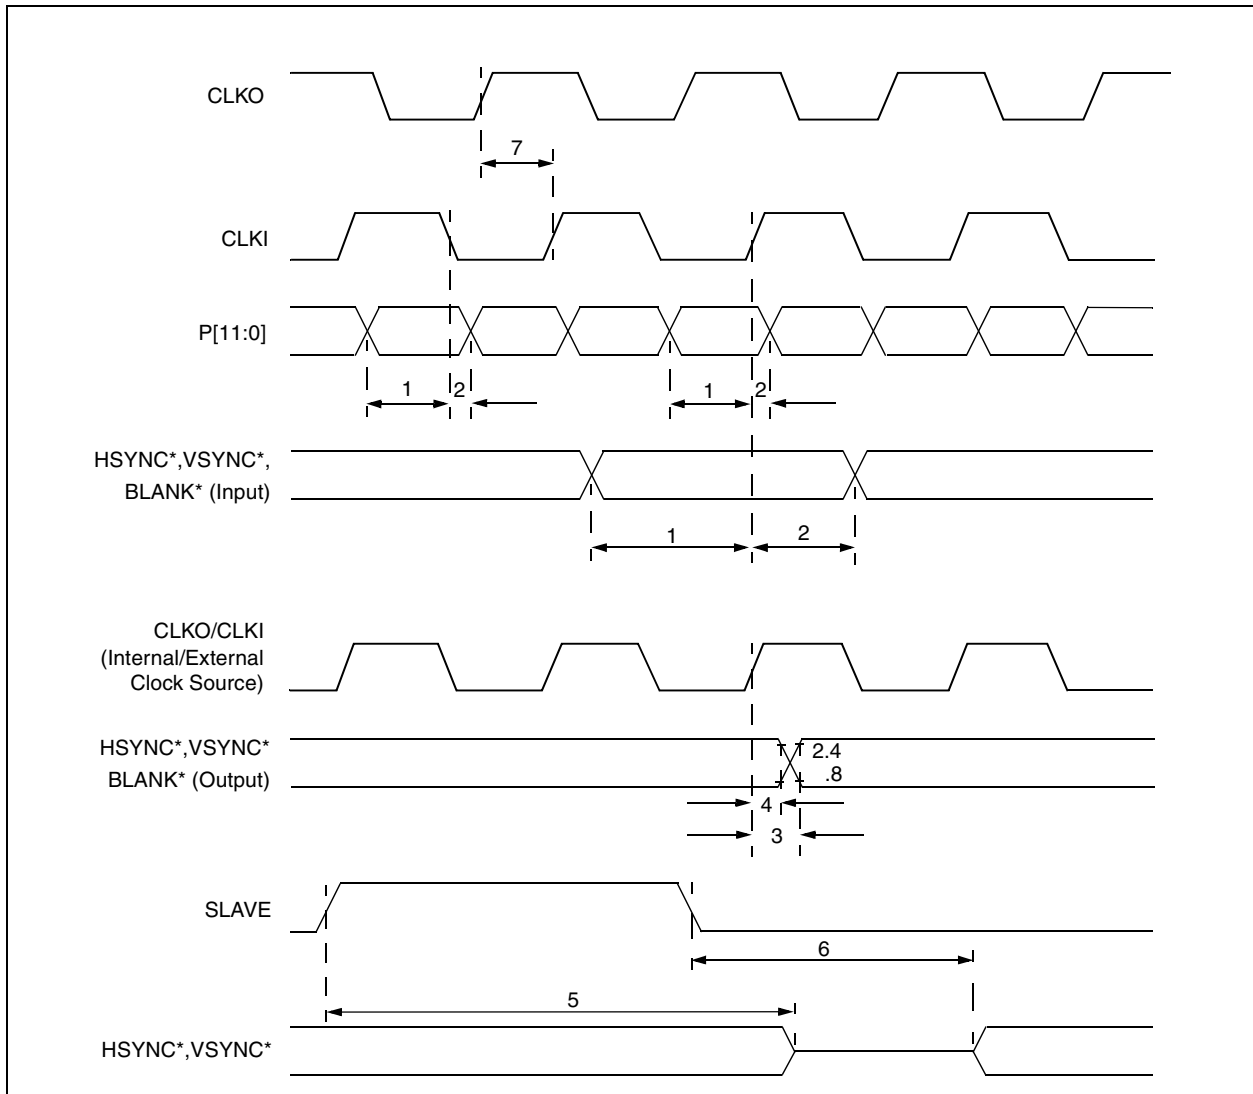 CLKO
7
CLKI
P[11:0]
1 2 1 2
HSYNC*,VSYNC*,
BLANK* (Input)
1 2
CLKO/CLKI
(Internal/External
Clock Source)
HSYNC*,VSYNC*
2.4
BLANK* (Output)
.8
4
3
SLAVE
6
5
HSYNC*,VSYNC*